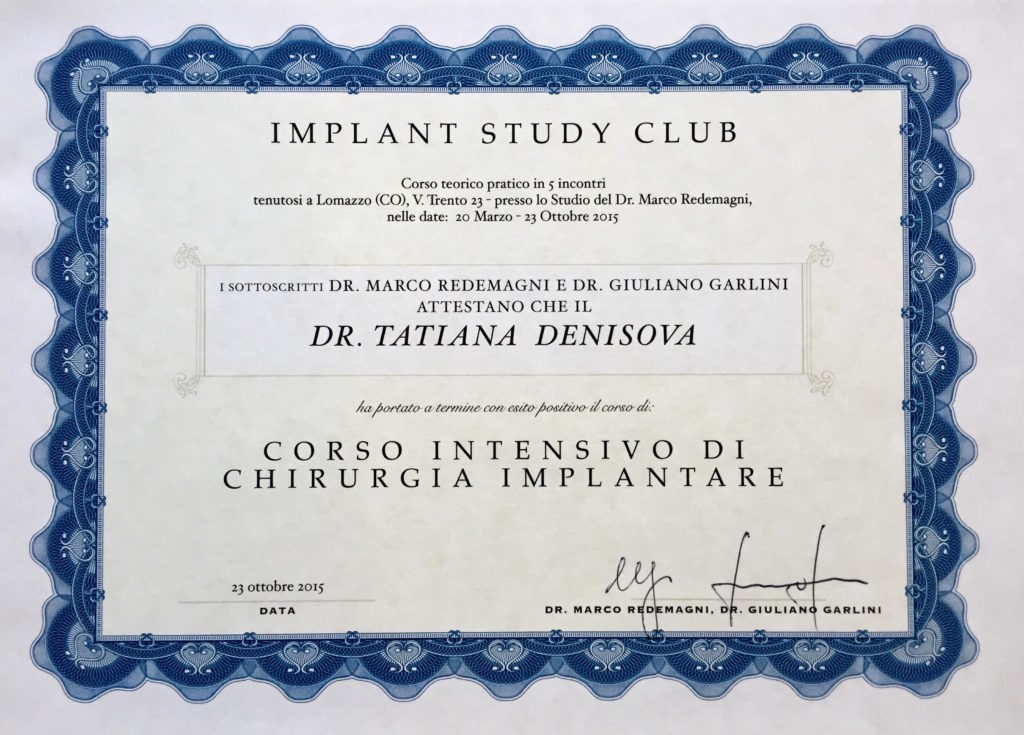 IMPLANT STUDY CLUB
Corso teorico pratico in 5 incontri
tenutosi a Lomazzo (CO), V. Trento 23 - presso lo Studio del Dr. Marco Redemagni,
nelle date: 20 Marzo - 23 Ottobre 2015
I SOTTOSCRITTI DR. MARCO REDEMAGNI E DR. GIULIANO GARLINI
ATTESTANO CHE IL
DR. TATIANA DENISOVA
ha portato a termine con esito positivo il corso di:
CORSO INTENSIVO DI
CHIRURGIA IMPLANTARE
23 ottobre 2015
DATA
DR. MARCO REDEMAGNI, DR. GIULIANO GARLINI